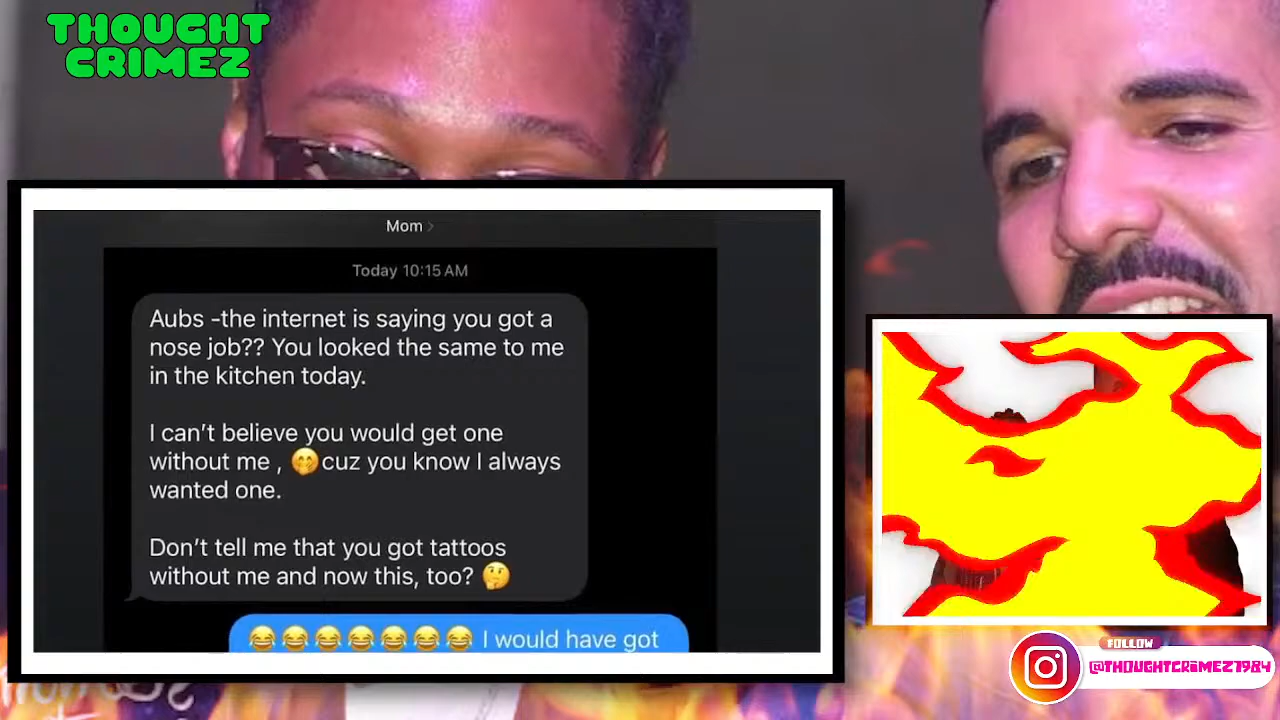 THOUGHT
CRIMEZ
Mom >
Today 10:15 AM
Aubs -the internet is saying you got a
nose job?? You looked the same to me
in the kitchen today.
I can't believe you would get one
without me , 🤭cuz you know I always
wanted one.
Don't tell me that you got tattoos
without me and now this, too? 🤔
😂😂😂😂😂😂😂 I would have got
FOLLOW
@THOUGHTCRIMEZ1984